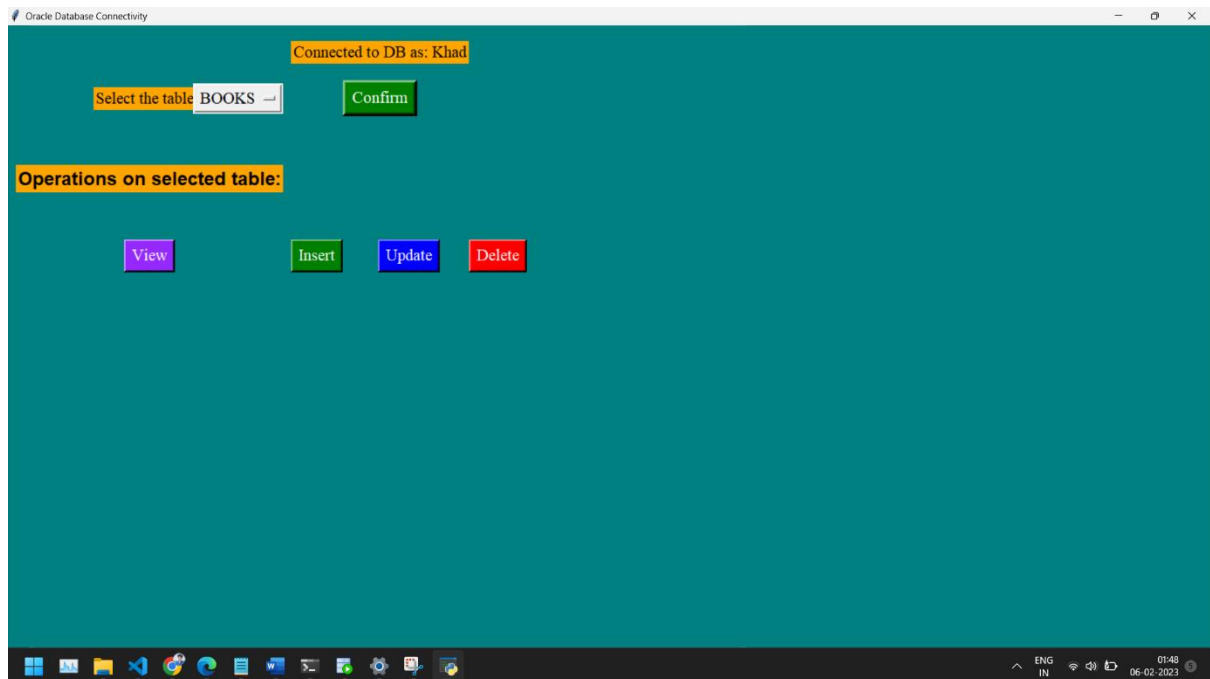 Oracle Database Connectivity
Connected to DB as: Khad
Select the table BOOKS Confirm
Operations on selected table:
View Insert Update Delete
ENG 01:48
IN 06-02-2023 5